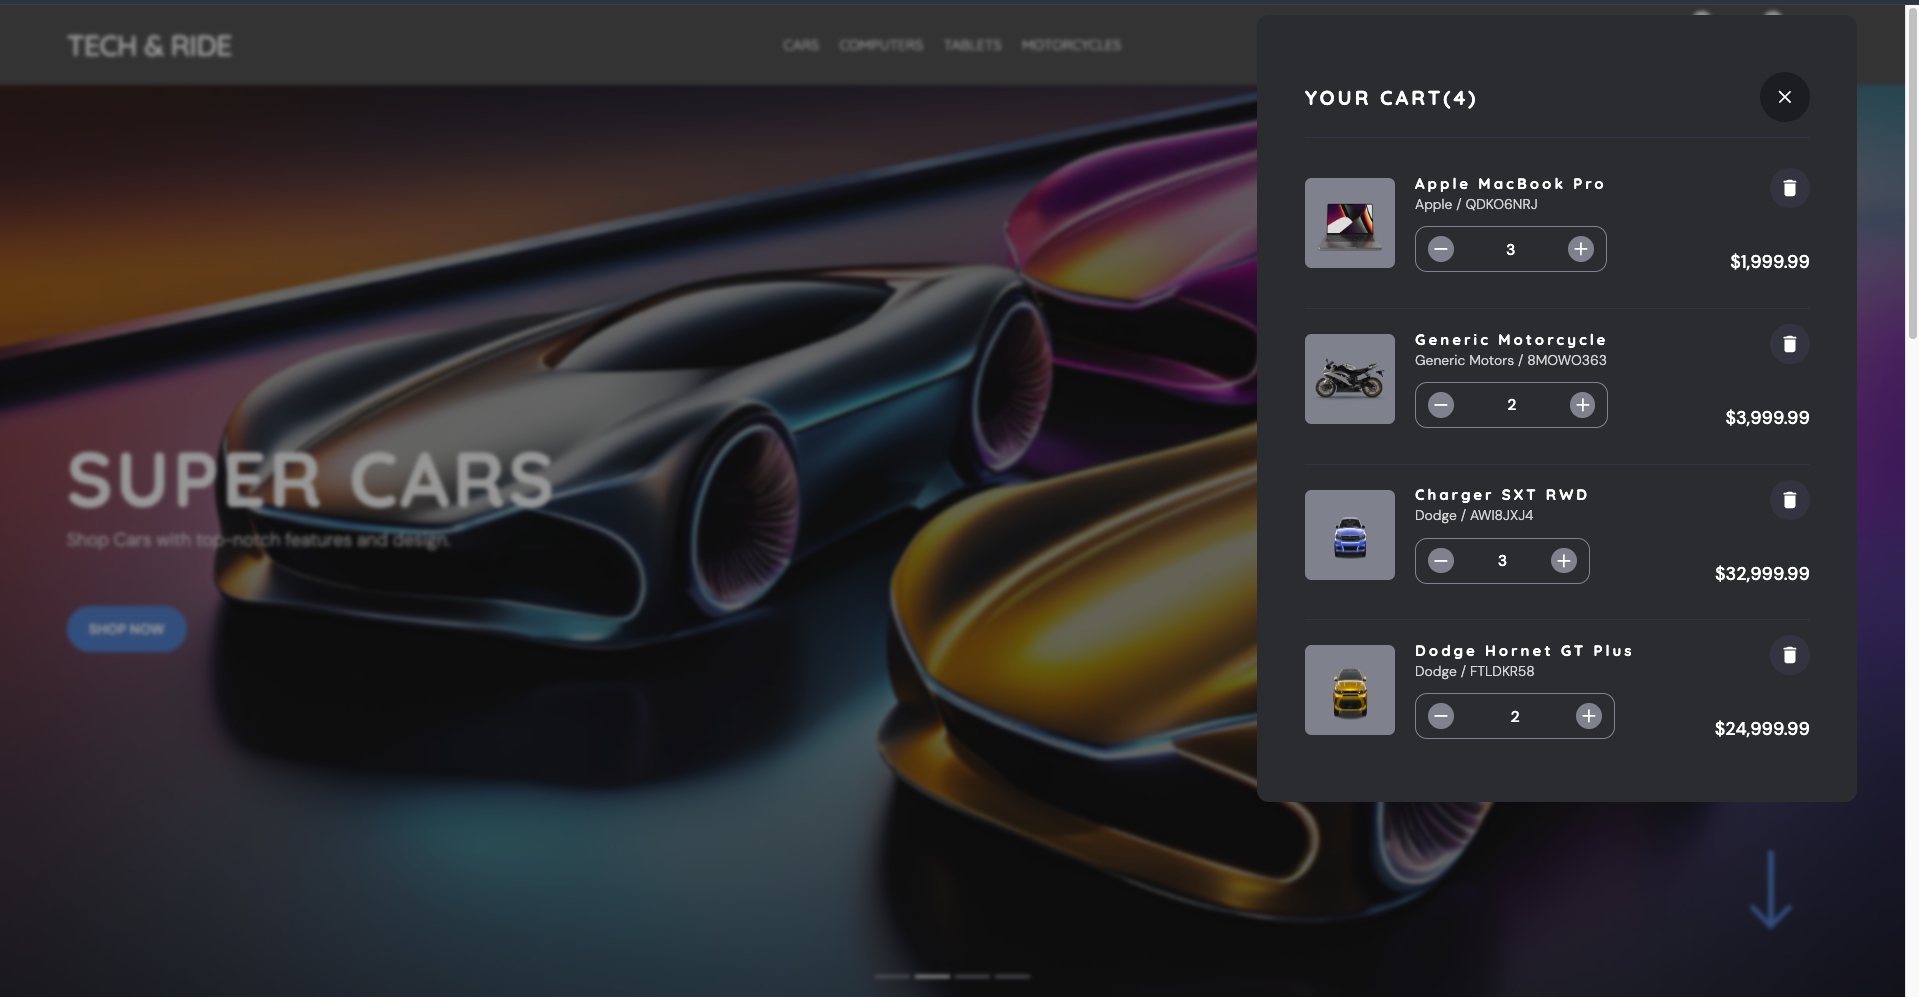 TECH & RIDE
CARS COMPUTERS TABLETS MOTORCYCLES
SUPER CARS
Shop Cars with top-notch features and design.
SHOP NOW
YOUR CART(4)
Apple MacBook Pro
Apple / QDKO6NRJ
3
$1,999.99
Generic Motorcycle
Generic Motors / 8MOWO363
2
$3,999.99
Charger SXT RWD
Dodge / AWI8JXJ4
3
$32,999.99
Dodge Hornet GT Plus
Dodge / FTLDKR58
2
$24,999.99